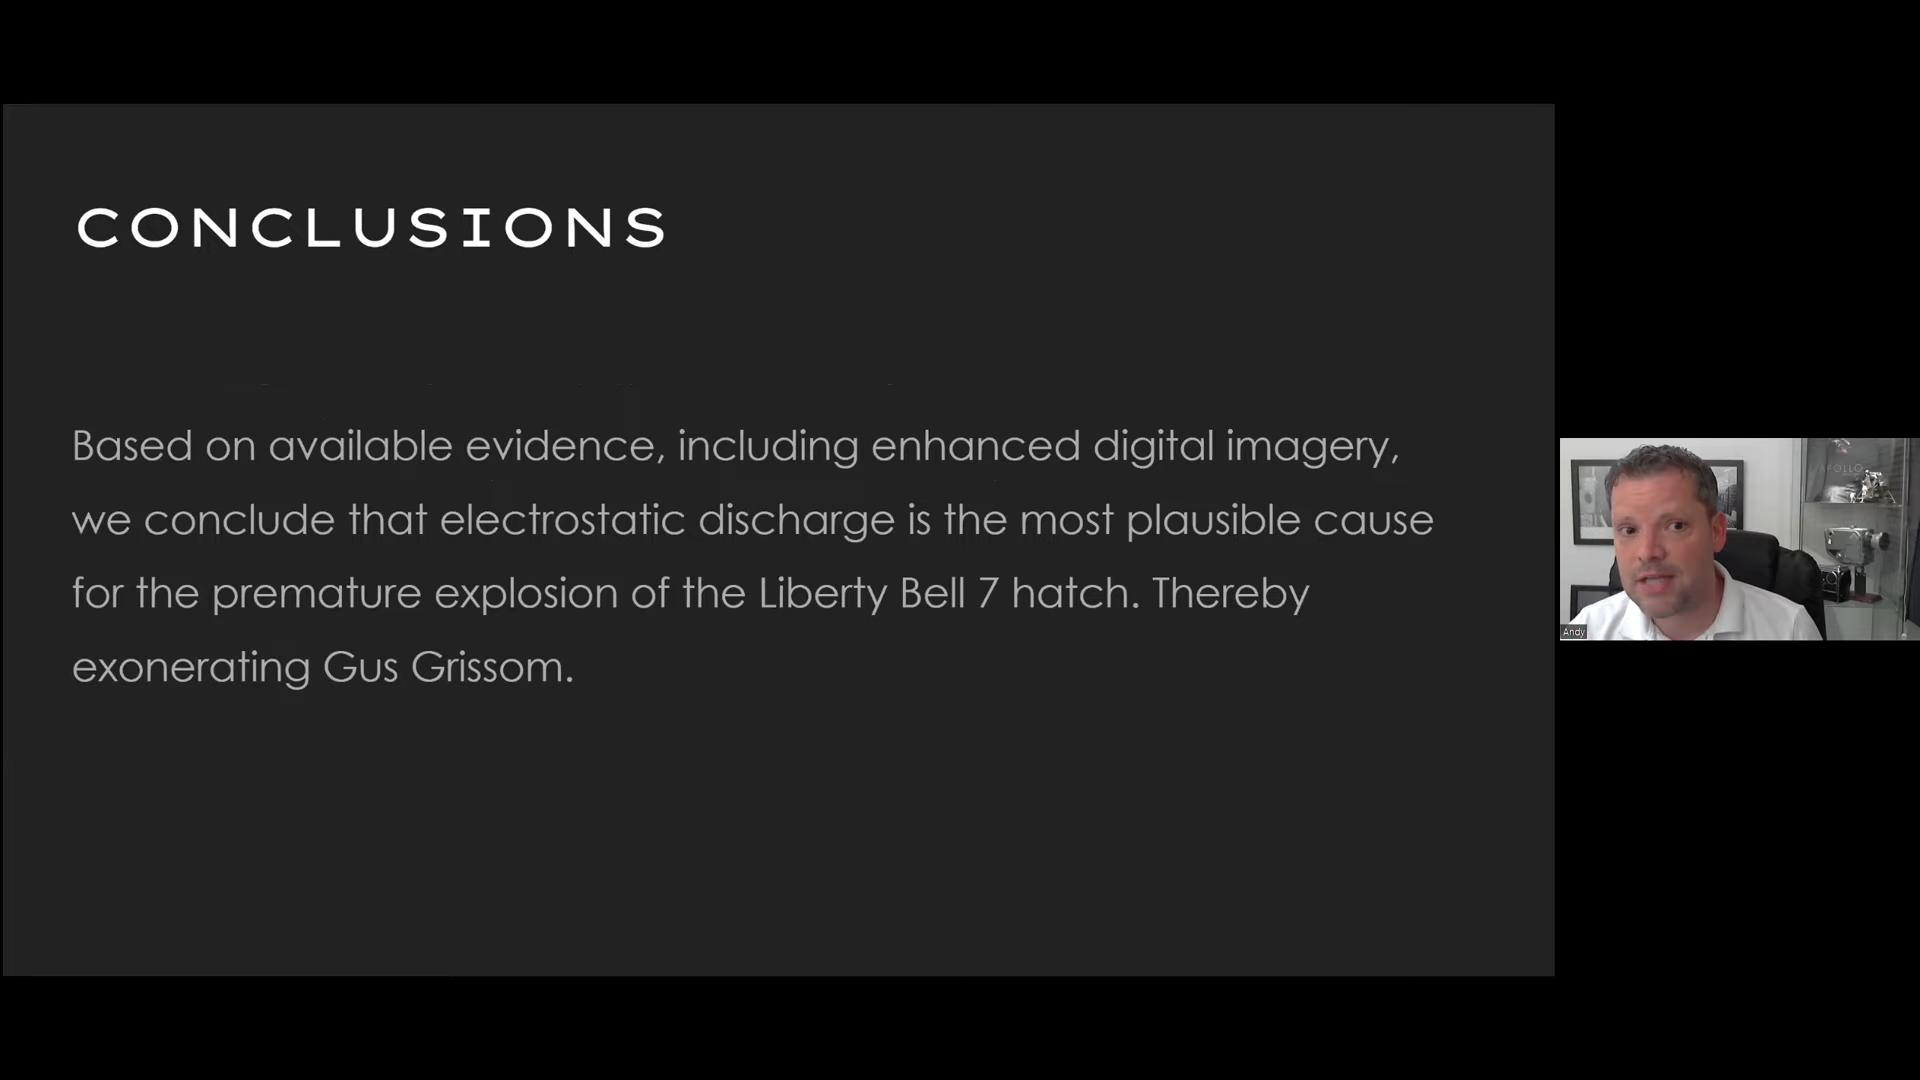 CONCLUSIONS
Based on available evidence, including enhanced digital imagery,
we conclude that electrostatic discharge is the most plausible cause
for the premature explosion of the Liberty Bell 7 hatch. Thereby
exonerating Gus Grissom.
APOLLO
Andy